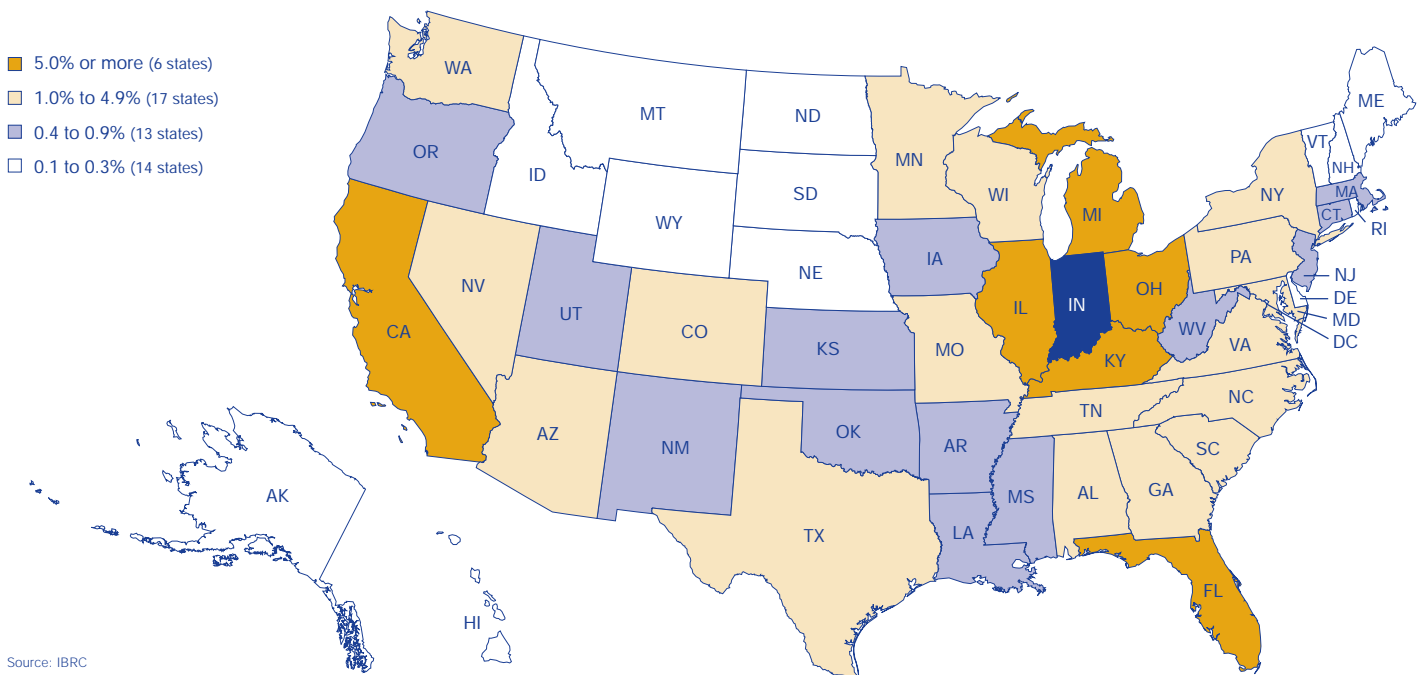 5.0% or more (6 states)
1.0% to 4.9% (17 states)
0.4 to 0.9% (13 states)
0.1 to 0.3% (14 states)
WA
MT
ND
ME
OR
ID
MN
VT
NH
SD
WI
NY
MA
WY
MI
CT
RI
NE
IA
PA
NV
NJ
UT
CO
IL
IN
OH
DE
CA
KS
MO
WV
MD
KY
VA
DC
AZ
NM
OK
AR
TN
NC
SC
AK
TX
MS
AL
GA
LA
HI
FL
Source: IBRC